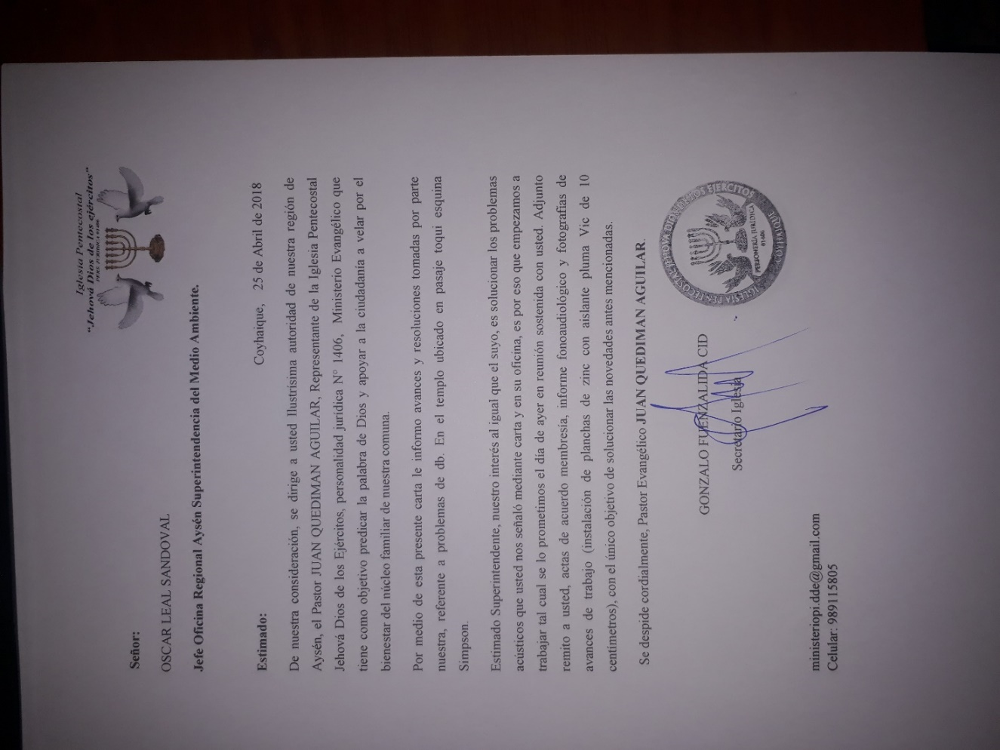 Iglesia Pentecostal
"Jehová Dios de los ejércitos"
Señor:
OSCAR LEAL SANDOVAL
Jefe Oficina Regional Aysén Superintendencia del Medio Ambiente.
Coyhaique, 25 de Abril de 2018
Estimado:
De nuestra consideración, se dirige a usted Ilustrísima autoridad de nuestra región de
Aysén, el Pastor JUAN QUEDIMAN AGUILAR, Representante de la Iglesia Pentecostal
Jehová Dios de los Ejércitos, personalidad jurídica N° 1406, Ministerio Evangélico que
tiene como objetivo predicar la palabra de Dios y apoyar a la ciudadanía a velar por el
bienestar del núcleo familiar de nuestra comuna.
Por medio de esta presente carta le informo avances y resoluciones tomadas por parte
nuestra, referente a problemas de db. En el templo ubicado en pasaje toqui esquina
Simpson.
Estimado Superintendente, nuestro interés al igual que el suyo, es solucionar los problemas
acústicos que usted nos señaló mediante carta y en su oficina, es por eso que empezamos a
trabajar tal cual se lo prometimos el día de ayer en reunión sostenida con usted. Adjunto
remito a usted, actas de acuerdo membresía, informe fonoaudiológico y fotografías de
avances de trabajo (instalación de planchas de zinc con aislante pluma Vic de 10
centímetros), con el único objetivo de solucionar las novedades antes mencionadas.
Se despide cordialmente, Pastor Evangélico JUAN QUEDIMAN AGUILAR.
IGLESIA PENTECOSTAL JEHOVA DIOS DE LOS EJERCITOS
PERSONERIA JURIDICA
COYHAIQUE
GONZALO FUENZALIDA CID
Secretario Iglesia
ministeriopi.dde@gmail.com
Celular: 989115805